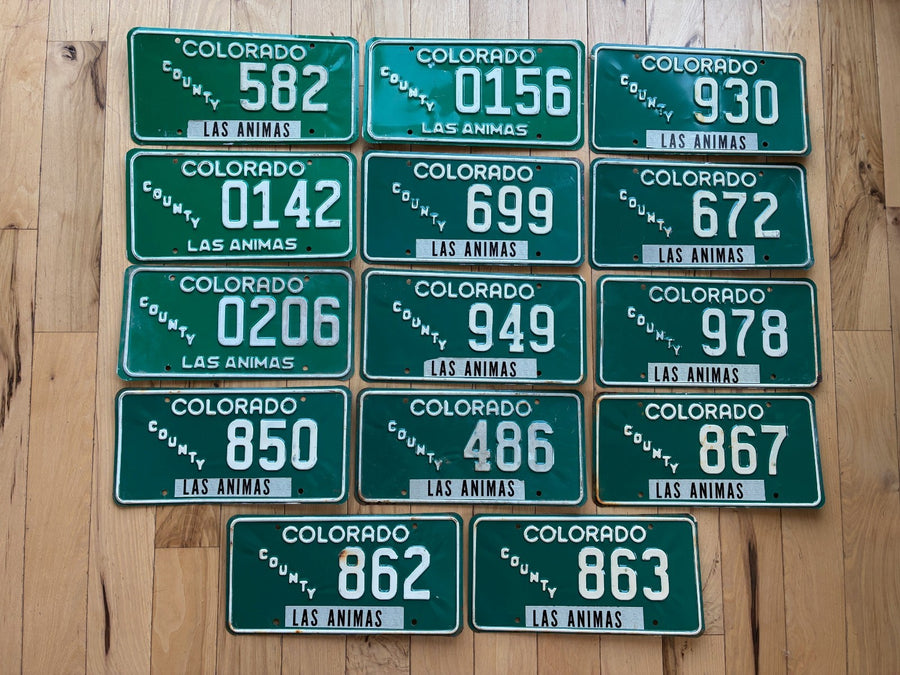 COLORADO
COUNTY 582
LAS ANIMAS
COLORADO
COUNTY 0156
LAS ANIMAS
COLORADO
COUNTY 930
LAS ANIMAS
COLORADO
COUNTY 0142
LAS ANIMAS
COLORADO
COUNTY 699
LAS ANIMAS
COLORADO
COUNTY 672
LAS ANIMAS
COLORADO
COUNTY 0206
LAS ANIMAS
COLORADO
COUNTY 949
LAS ANIMAS
COLORADO
COUNTY 978
LAS ANIMAS
COLORADO
COUNTY 850
LAS ANIMAS
COLORADO
COUNTY 486
LAS ANIMAS
COLORADO
COUNTY 867
LAS ANIMAS
COLORADO
COUNTY 862
LAS ANIMAS
COLORADO
COUNTY 863
LAS ANIMAS